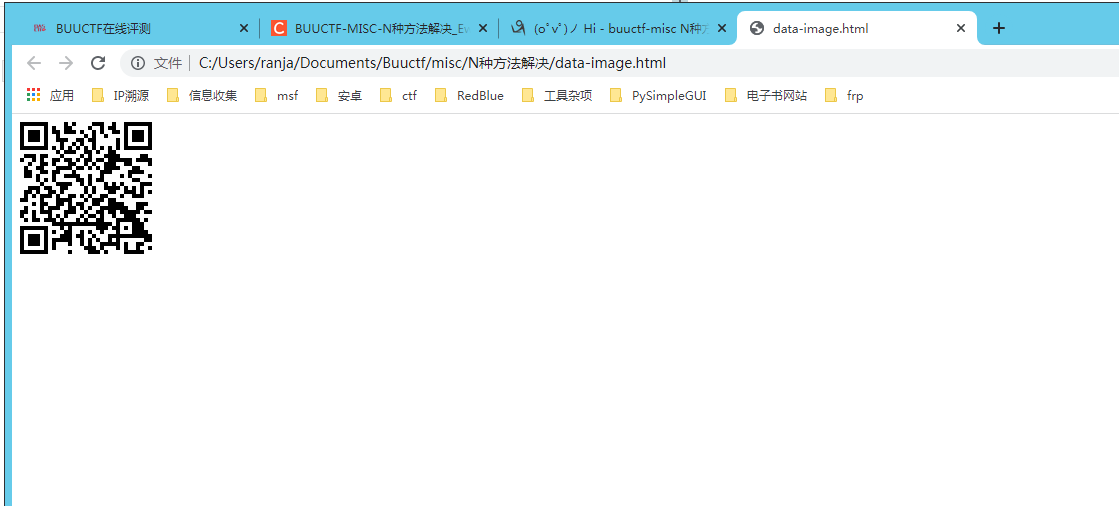 BUUCTF在线评测
BUUCTF-MISC-N种方法解决_Ev
(o゚v゚)ノ Hi - buuctf-misc N种方
data-image.html
文件 C:/Users/ranja/Documents/Buuctf/misc/N种方法解决/data-image.html
应用 IP溯源 信息收集 msf 安卓 ctf RedBlue 工具杂项 PySimpleGUI 电子书网站 frp